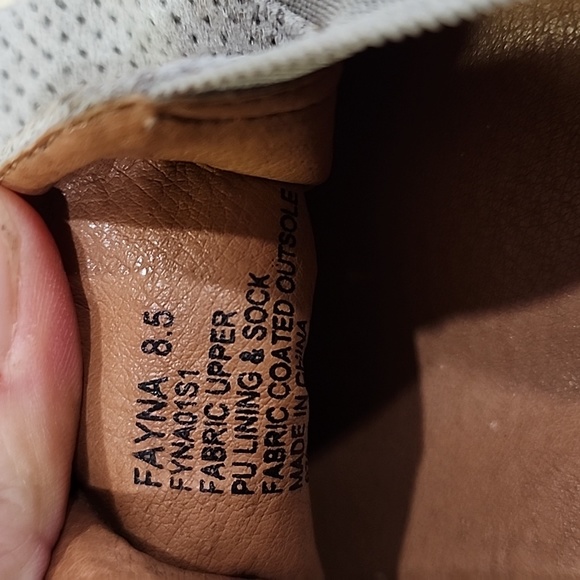 FAYNA 8.5
FYNA01S1
FABRIC UPPER
PU LINING & SOCK
FABRIC COATED OUTSOLE
MADE IN CHINA